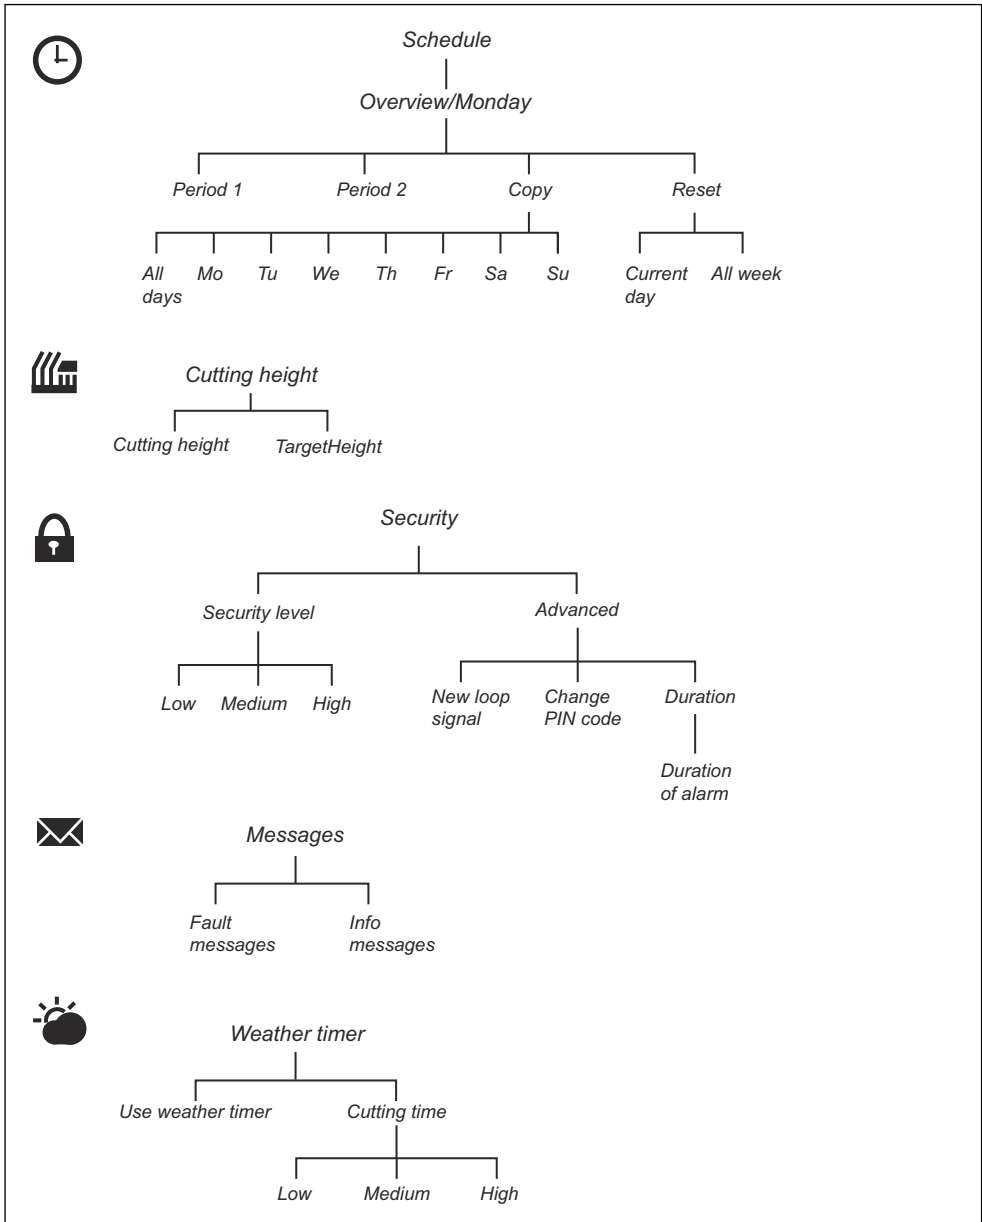 Schedule
Overview/Monday
Period 1
Period 2
Copy
Reset
All
days
Mo
Tu
We
Th
Fr
Sa
Su
Current
day
All week
Cutting height
Cutting height
TargetHeight
Security
Security level
Advanced
Low
Medium
High
New loop
signal
Change
PIN code
Duration
Duration
of alarm
Messages
Fault
messages
Info
messages
Weather timer
Use weather timer
Cutting time
Low
Medium
High